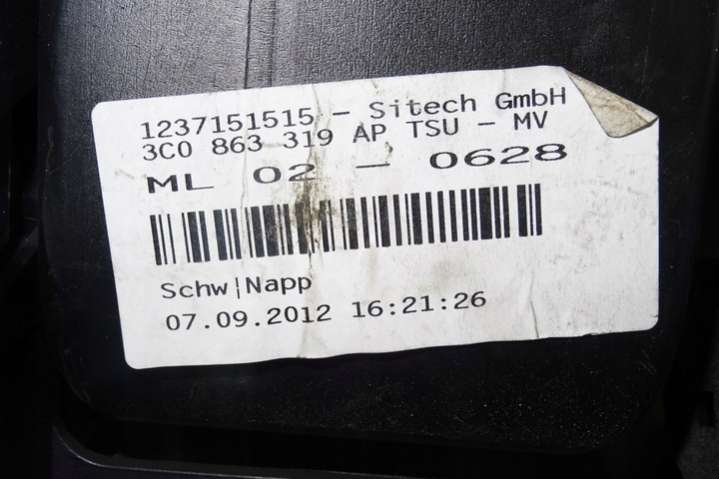 1237151515 - Sitech GmbH
3C0 863 319 AP TSU - MV
ML 02 - 0628
Schw|Napp
07.09.2012 16:21:26